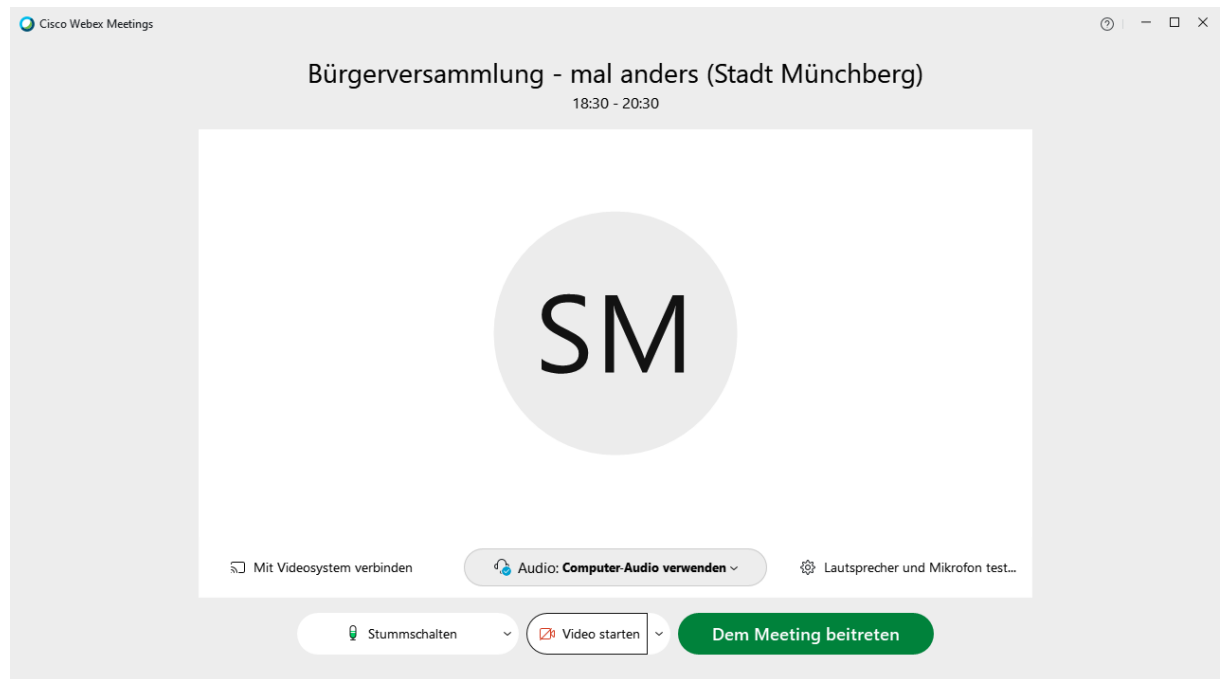 Cisco Webex Meetings
Bürgerversammlung - mal anders (Stadt Münchberg)
18:30 - 20:30
SM
Mit Videosystem verbinden
Audio: Computer-Audio verwenden
Lautsprecher und Mikrofon test...
Stummschalten
Video starten
Dem Meeting beitreten